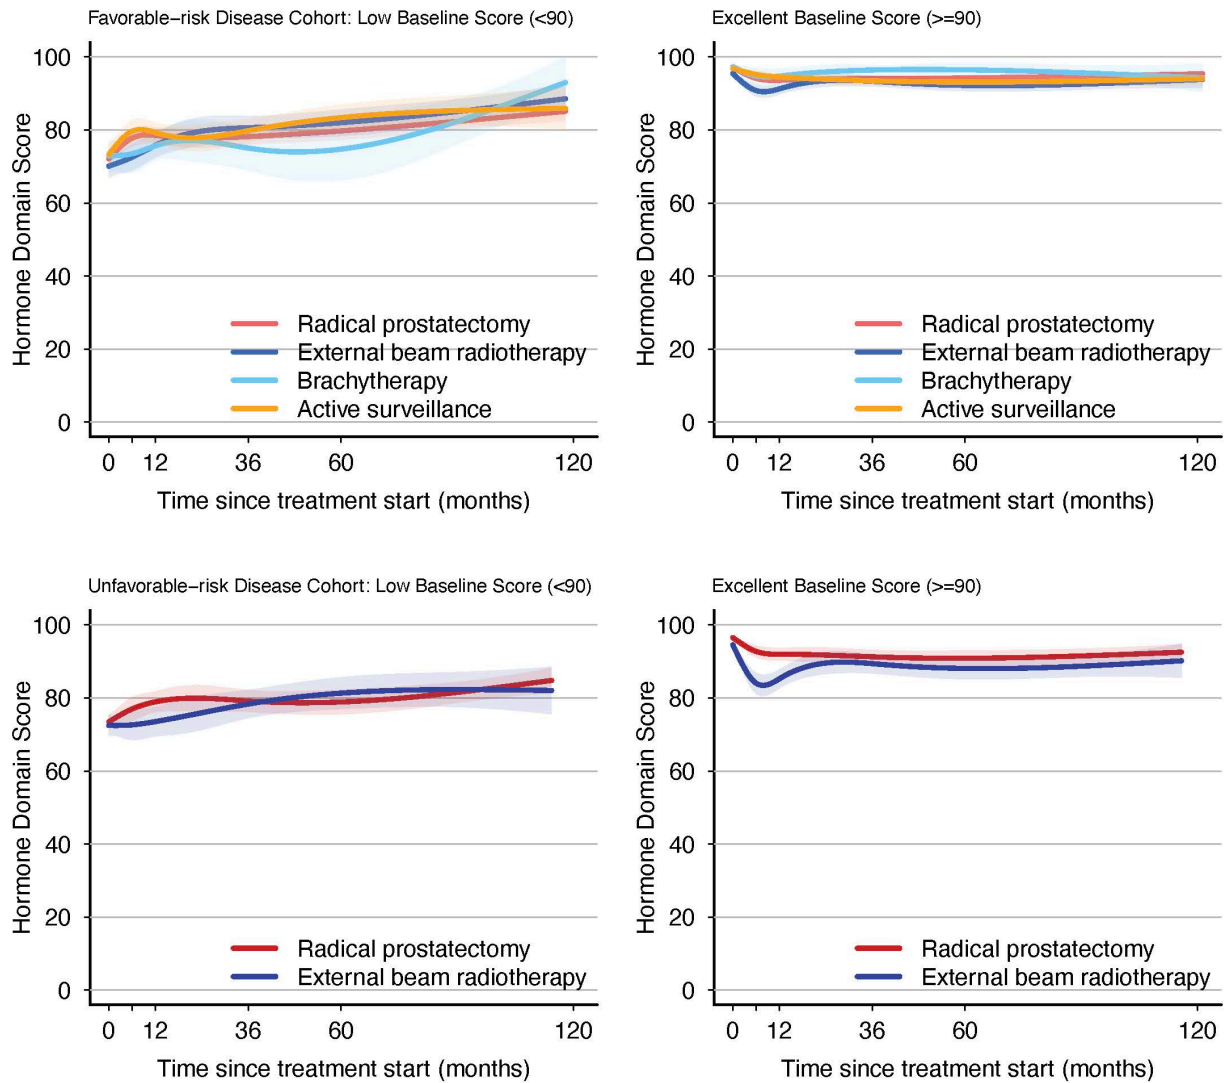 Favorable-risk Disease Cohort: Low Baseline Score (<90)
Hormone Domain Score
100
80
60
40
20
0
Radical prostatectomy
External beam radiotherapy
Brachytherapy
Active surveillance
0 12 36 60 120
Time since treatment start (months)
Excellent Baseline Score (>=90)
Hormone Domain Score
100
80
60
40
20
0
Radical prostatectomy
External beam radiotherapy
Brachytherapy
Active surveillance
0 12 36 60 120
Time since treatment start (months)
Unfavorable-risk Disease Cohort: Low Baseline Score (<90)
Hormone Domain Score
100
80
60
40
20
0
Radical prostatectomy
External beam radiotherapy
0 12 36 60 120
Time since treatment start (months)
Excellent Baseline Score (>=90)
Hormone Domain Score
100
80
60
40
20
0
Radical prostatectomy
External beam radiotherapy
0 12 36 60 120
Time since treatment start (months)